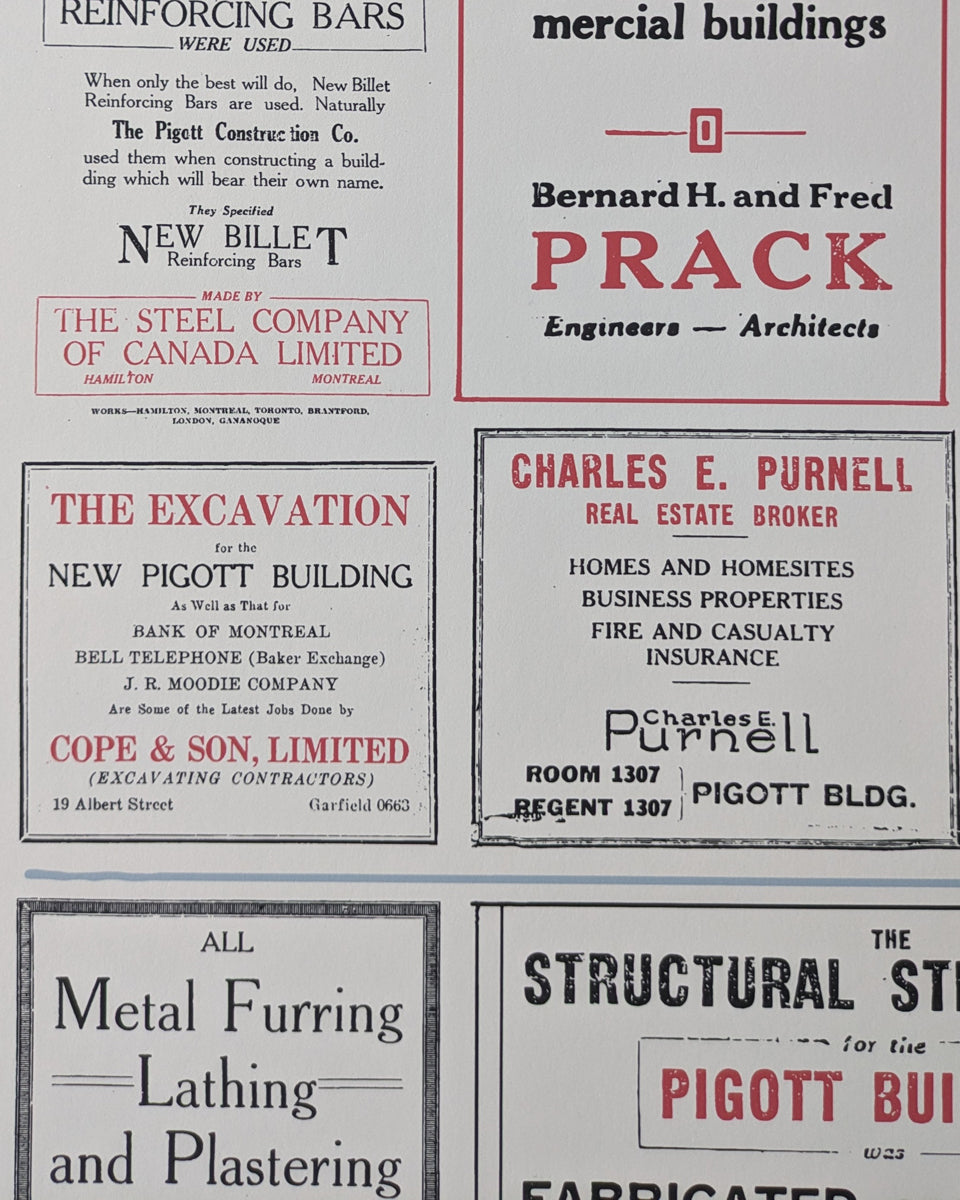 REINFORCING BARS
WERE USED
When only the best will do, New Billet
Reinforcing Bars are used. Naturally
The Pigott Construction Co.
used them when constructing a build-
ding which will bear their own name.
They Specified
NEW BILLET
Reinforcing Bars
MADE BY
THE STEEL COMPANY
OF CANADA LIMITED
HAMILTON MONTREAL
WORKS—HAMILTON, MONTREAL, TORONTO, BRANTFORD,
LONDON, GANANOQUE
mercial buildings
Bernard H. and Fred
PRACK
Engineers — Architects
THE EXCAVATION
for the
NEW PIGOTT BUILDING
As Well as That for
BANK OF MONTREAL
BELL TELEPHONE (Baker Exchange)
J. R. MOODIE COMPANY
Are Some of the Latest Jobs Done by
COPE & SON, LIMITED
(EXCAVATING CONTRACTORS)
19 Albert Street Garfield 0663
CHARLES E. PURNELL
REAL ESTATE BROKER
HOMES AND HOMESITES
BUSINESS PROPERTIES
FIRE AND CASUALTY
INSURANCE
Charles E.
Purnell
ROOM 1307
REGENT 1307
PIGOTT BLDG.
ALL
Metal Furring
Lathing
and Plastering
THE
STRUCTURAL STE
for the
PIGOTT BUI
was
FABRICATED